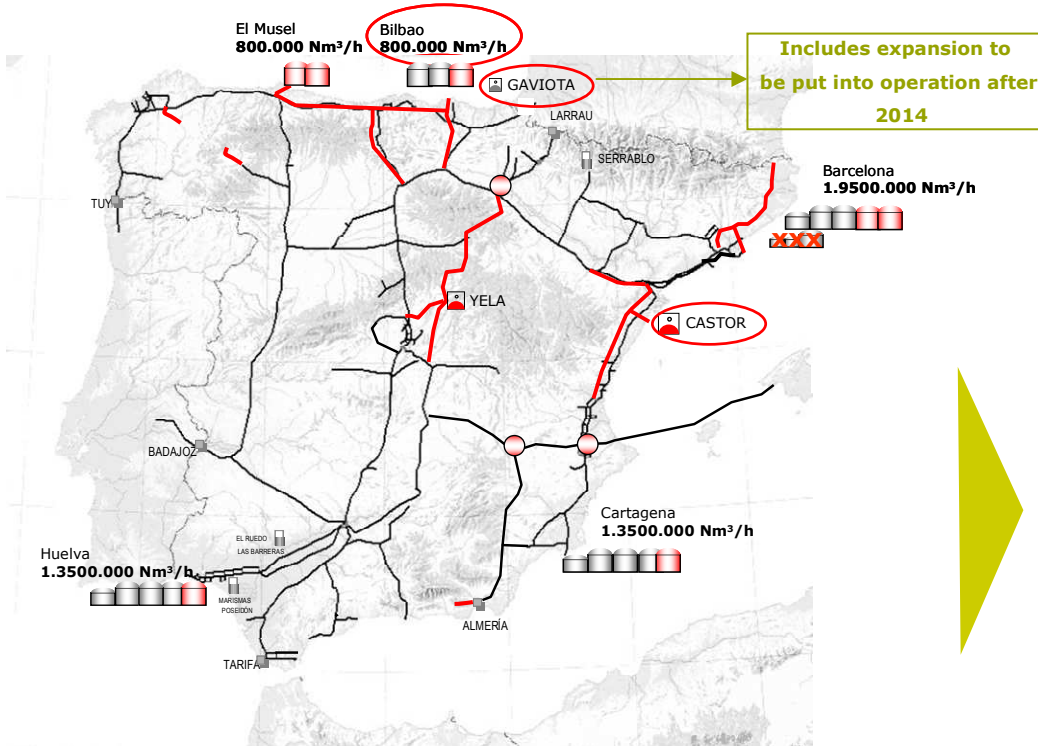 El Musel
800.000 Nm³/h
Bilbao
800.000 Nm³/h
Includes expansion to
be put into operation after
2014
GAVIOTA
LARRAU
SERRABLO
Barcelona
1.9500.000 Nm³/h
XXX
TUY
YELA
CASTOR
BADAJOZ
Cartagena
1.3500.000 Nm³/h
EL RUEDO
LAS BARRERAS
Huelva
1.3500.000 Nm³/h
MARISMAS
POSEIDÓN
ALMERÍA
TARIFA